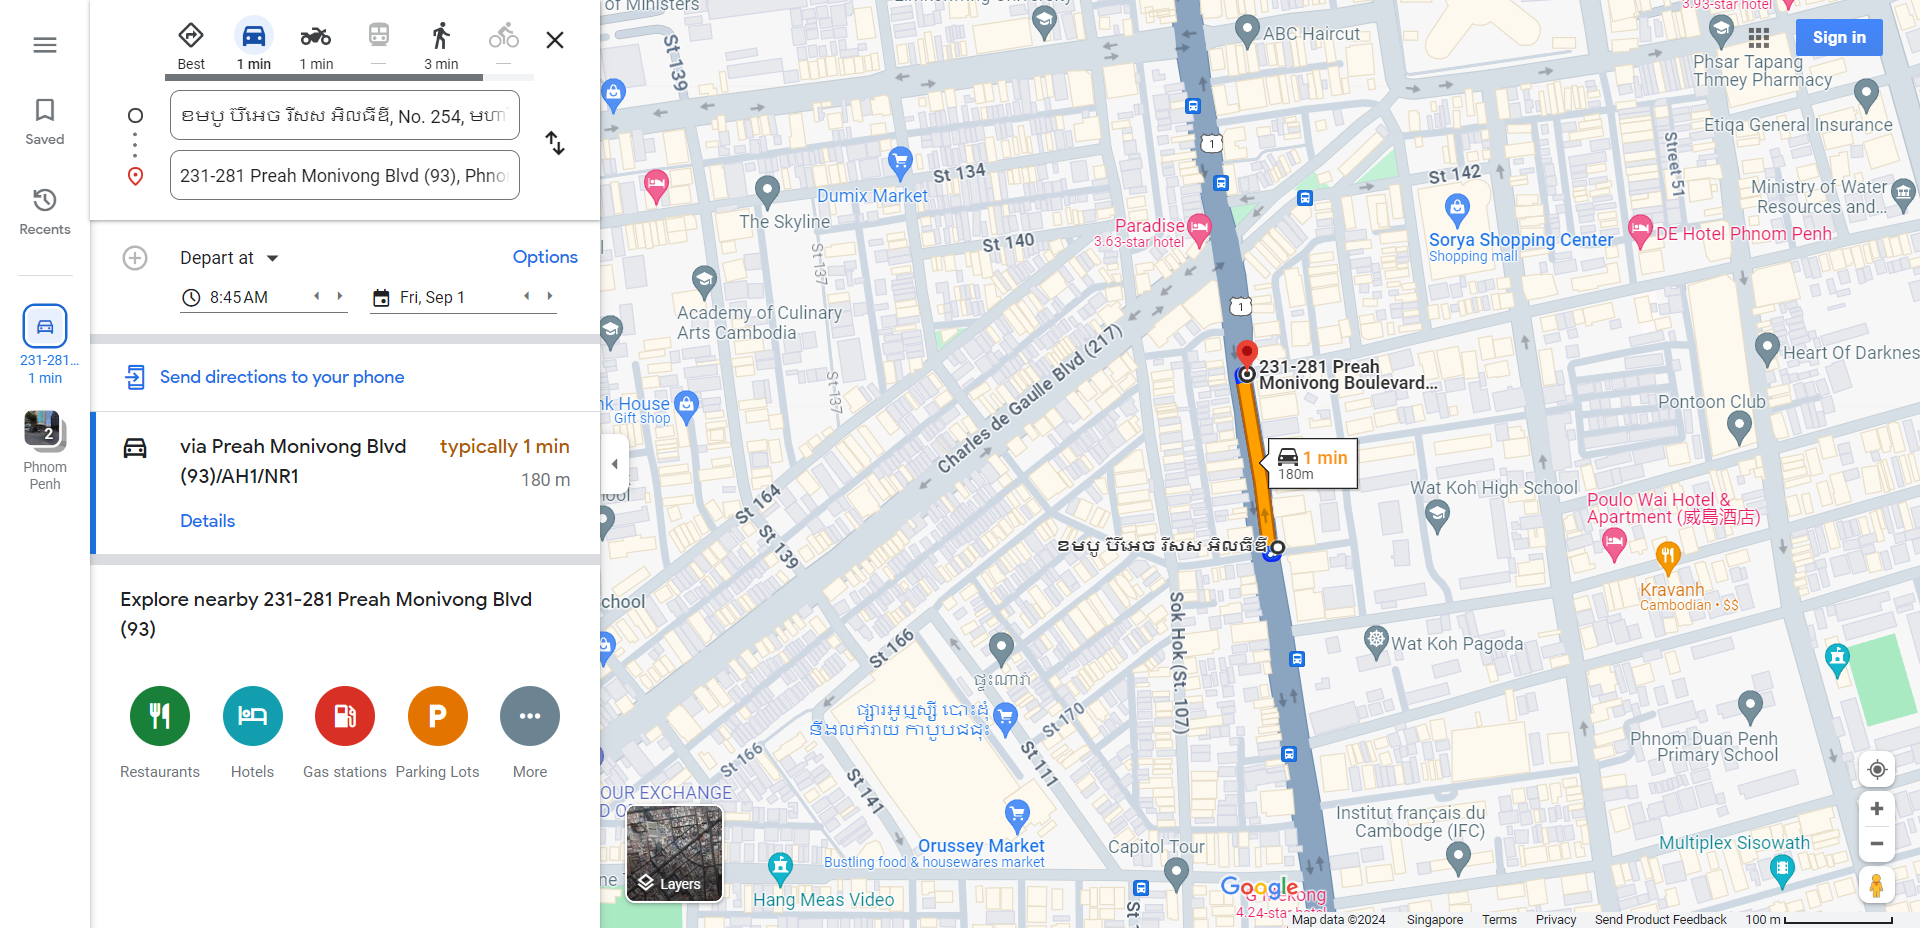 Saved
Recents
231-281...
1 min
2
Phnom
Penh
Best
1 min
1 min
—
3 min
—
ខមបូ ប៊ីអេច រីសស អិលធីឌី, No. 254, មហា
231-281 Preah Monivong Blvd (93), Phno
Depart at
Options
8:45 AM
Fri, Sep 1
Send directions to your phone
via Preah Monivong Blvd
(93)/AH1/NR1
typically 1 min
180 m
Details
Explore nearby 231-281 Preah Monivong Blvd
(93)
Restaurants
Hotels
Gas stations
Parking Lots
More
of Ministers
St 139
ABC Haircut
3.93-star hotel
Sign in
Phsar Tapang
Thmey Pharmacy
Etiqa General Insurance
Street 51
1
St 134
Dumix Market
The Skyline
St 142
Ministry of Water
Resources and...
Paradise
3.63-star hotel
St 140
Sorya Shopping Center
Shopping mall
DE Hotel Phnom Penh
St 137
Academy of Culinary
Arts Cambodia
1
Charles de Gaulle Blvd (217)
Heart Of Darknes
231-281 Preah
Monivong Boulevard...
St 137
nk House
Gift shop
Pontoon Club
1 min
180m
St 164
Wat Koh High School
Poulo Wai Hotel &
Apartment (威島酒店)
St 139
ខមបូ ប៊ីអេច រីសស អិលធីឌី
Kravanh
Cambodian • $$
chool
Sok Hok (St. 107)
St 166
Wat Koh Pagoda
ផ្ទះណារ៉ា
ផ្សារអូឬស្សី បោះដុំ
និងលក់រាយ កាបូបជជុះ
St 170
St 166
St 111
Phnom Duan Penh
Primary School
St 141
OUR EXCHANGE
Layers
Orussey Market
Bustling food & housewares market
Capitol Tour
Institut français du
Cambodge (IFC)
Multiplex Sisowath
Hang Meas Video
St
Google
4.24-star hotel
Map data ©2024
Singapore
Terms
Privacy
Send Product Feedback
100 m